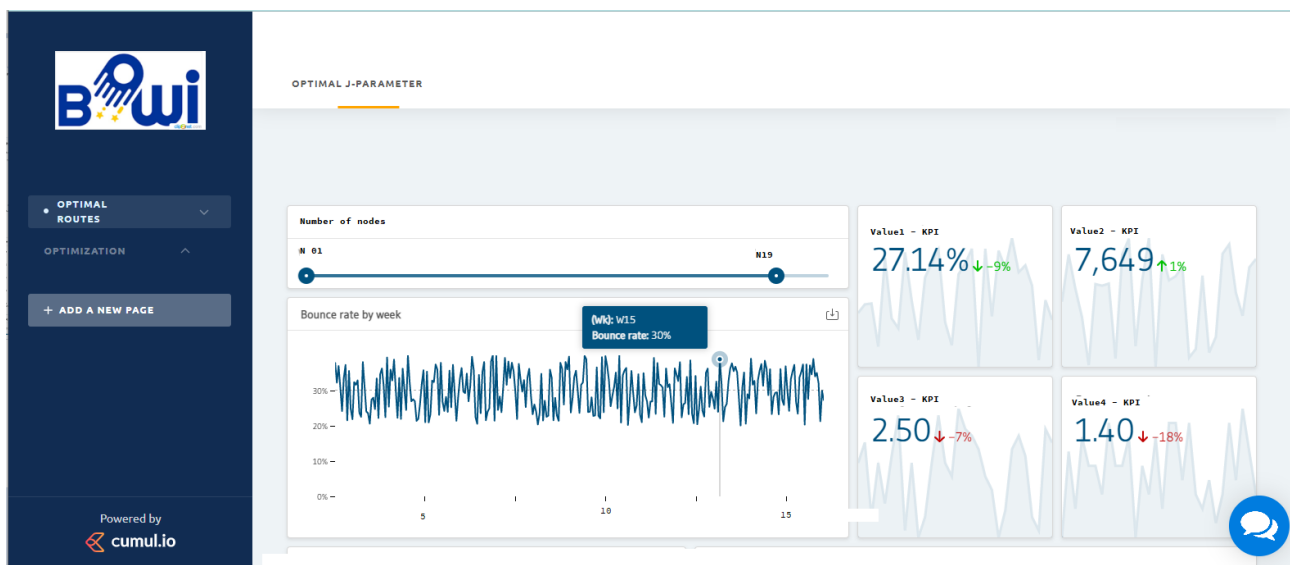 BOWi
OPTIMAL J-PARAMETER
OPTIMAL
ROUTES
OPTIMIZATION
+ ADD A NEW PAGE
Powered by
cumul.io
Number of nodes
N 01
N19
Bounce rate by week
(Wk): W15
Bounce rate: 30%
30%
20%
10%
0%
5
10
15
Value1 - KPI
27.14% -9%
Value2 - KPI
7,649 1%
Value3 - KPI
2.50 -7%
Value4 - KPI
1.40 -18%